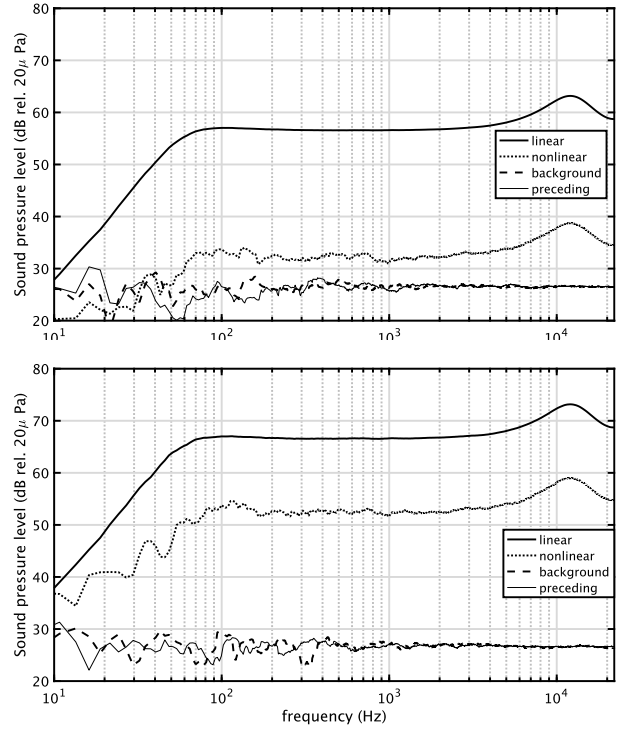 80
70
60
50
40
30
20
Sound pressure level (dB rel. 20μ Pa)
linear
nonlinear
background
preceding
10^1
10^2
10^3
10^4
80
70
60
50
40
30
20
Sound pressure level (dB rel. 20μ Pa)
linear
nonlinear
background
preceding
10^1
10^2
10^3
10^4
frequency (Hz)